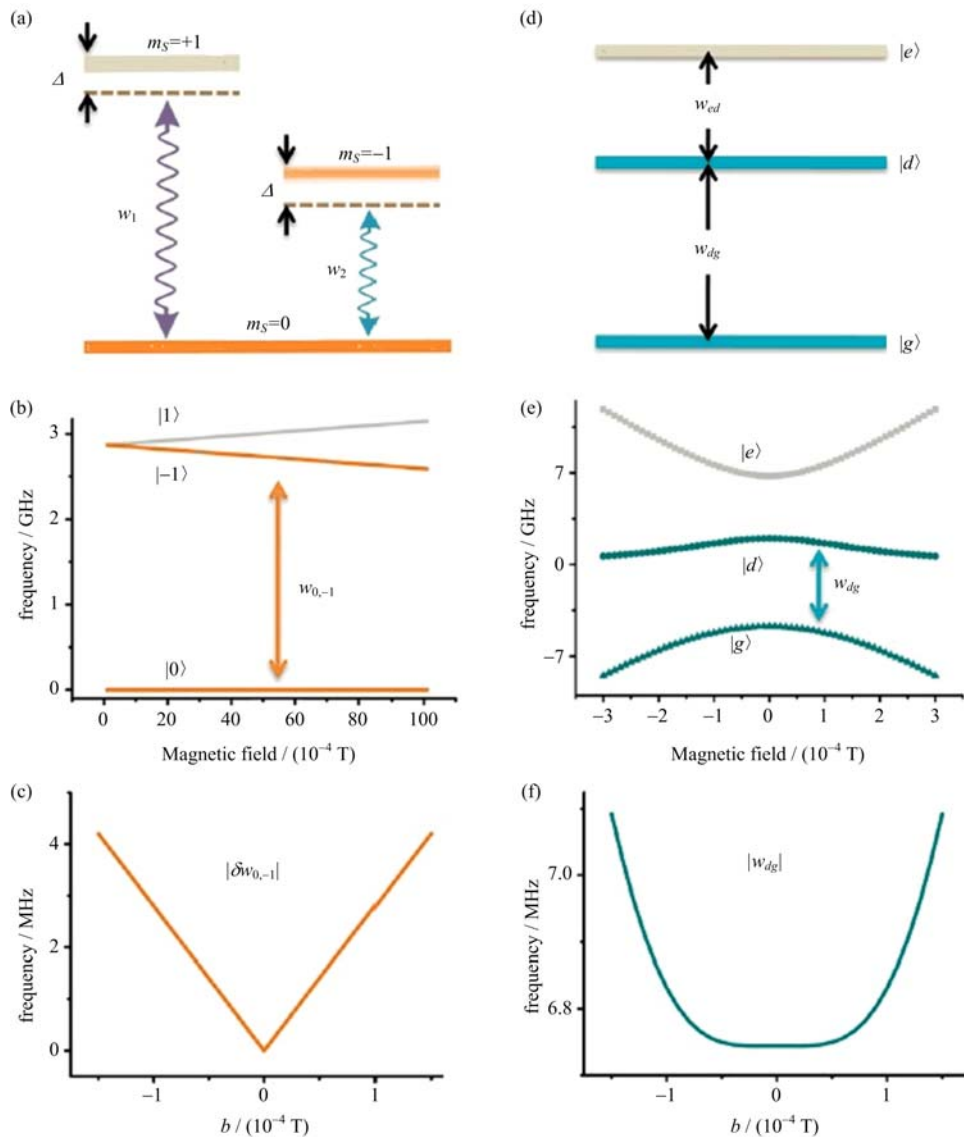 (a)
m_S=+1
Δ
m_S=−1
Δ
w_1
w_2
m_S=0
(d)
|e⟩
w_ed
|d⟩
w_dg
|g⟩
(b)
|1⟩
|−1⟩
w_0,−1
|0⟩
3
2
1
0
frequency / GHz
0 20 40 60 80 100
Magnetic field / (10⁻⁴ T)
(e)
|e⟩
|d⟩
w_dg
|g⟩
7
0
−7
frequency / MHz
−3 −2 −1 0 1 2 3
Magnetic field / (10⁻⁴ T)
(c)
|δw_0,−1|
4
2
0
frequency / MHz
−1 0 1
b / (10⁻⁴ T)
(f)
|w_dg|
7.0
6.8
frequency / MHz
−1 0 1
b / (10⁻⁴ T)